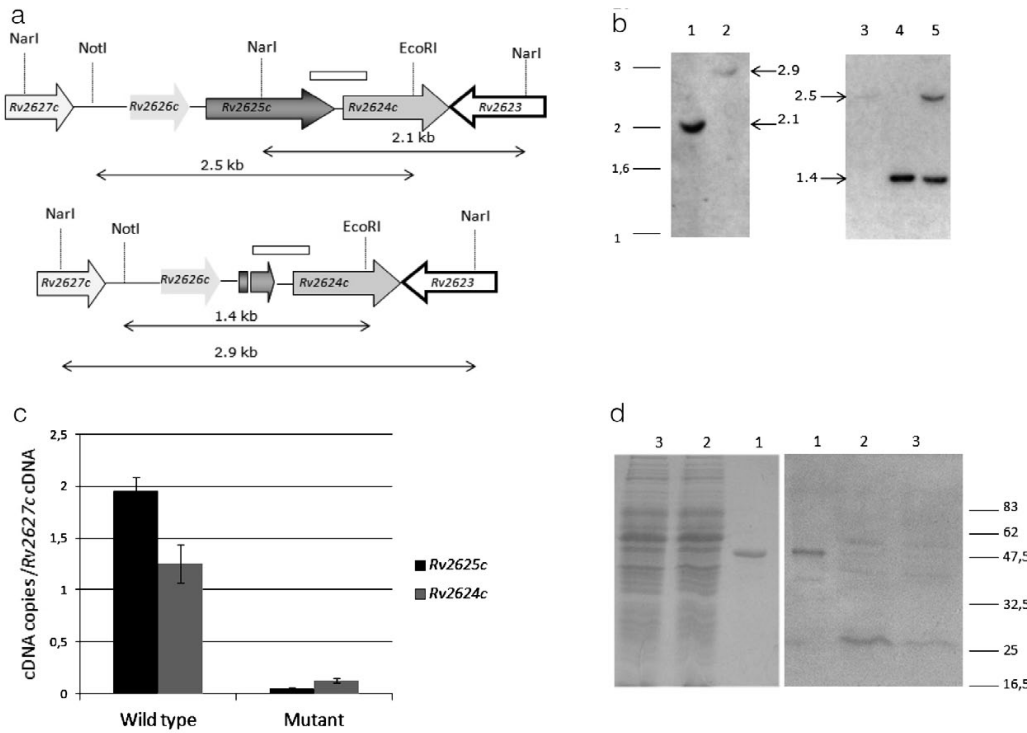 a
NarI
NotI
NarI
EcoRI
NarI
Rv2627c
Rv2626c
Rv2625c
Rv2624c
Rv2623
2.1 kb
2.5 kb
NarI
NotI
EcoRI
NarI
Rv2627c
Rv2626c
Rv2624c
Rv2623
1.4 kb
2.9 kb
b
1 2
3 4 5
3
2
1,6
1
2.9
2.1
2.5
1.4
c
cDNA copies /Rv2627c cDNA
2,5
2
1,5
1
0,5
0
Wild type Mutant
Rv2625c
Rv2624c
d
3 2 1
1 2 3
83
62
47,5
32,5
25
16,5